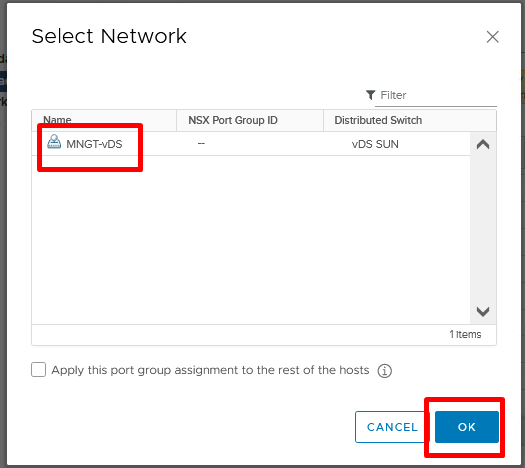 Select Network
Filter
Name NSX Port Group ID Distributed Switch
MNGT-vDS -- vDS SUN
1 Items
Apply this port group assignment to the rest of the hosts
CANCEL OK